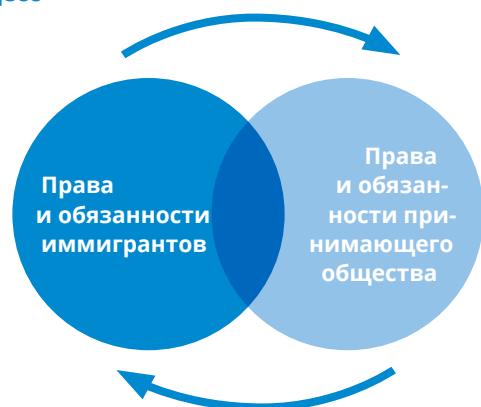 Права
и обязанности
иммигрантов
Права
и обязан-
ности при-
нимающего
общества